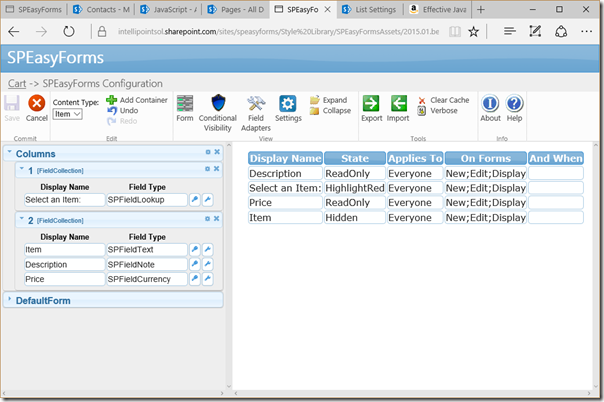 SPEasyForms
Contacts - M
JavaScript - A
Pages - All D
SPEasyFo
List Settings
Effective Java
intellipointsol.sharepoint.com/sites/speasyforms/Style%20Library/SPEasyFormsAssets/2015.01.be
SPEasyForms
Cart -> SPEasyForms Configuration
Save
Cancel
Commit
Content Type:
Item
Add Container
Undo
Redo
Edit
Form
Conditional
Visibility
Field
Adapters
Settings
Expand
Collapse
View
Export
Import
Clear Cache
Verbose
Tools
About
Help
Info
Columns
1 [FieldCollection]
Display Name Field Type
Select an Item: SPFieldLookup
2 [FieldCollection]
Display Name Field Type
Item SPFieldText
Description SPFieldNote
Price SPFieldCurrency
DefaultForm
Display Name State Applies To On Forms And When
Description ReadOnly Everyone New;Edit;Display
Select an Item: HighlightRed Everyone New;Edit;Display
Price ReadOnly Everyone New;Edit;Display
Item Hidden Everyone New;Edit;Display